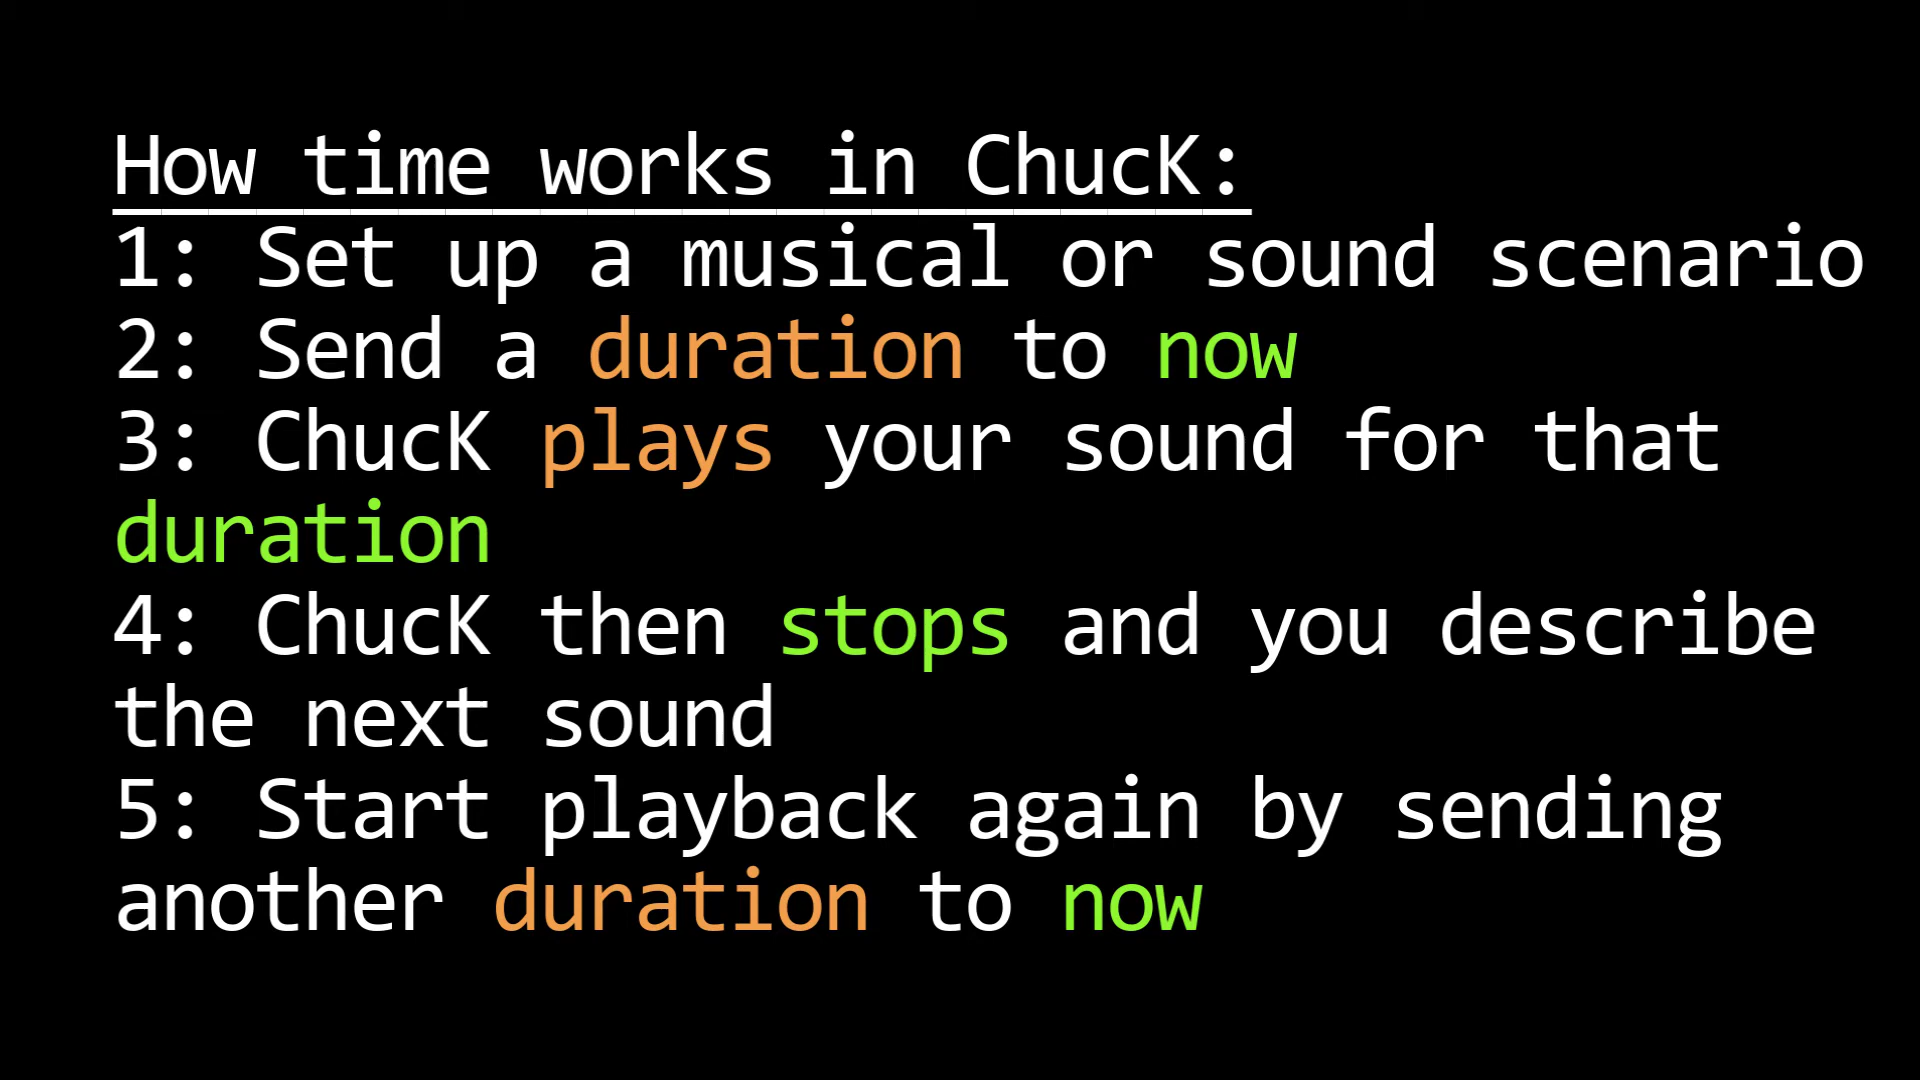 How time works in ChucK:
1: Set up a musical or sound scenario
2: Send a duration to now
3: ChucK plays your sound for that
duration
4: ChucK then stops and you describe
the next sound
5: Start playback again by sending
another duration to now